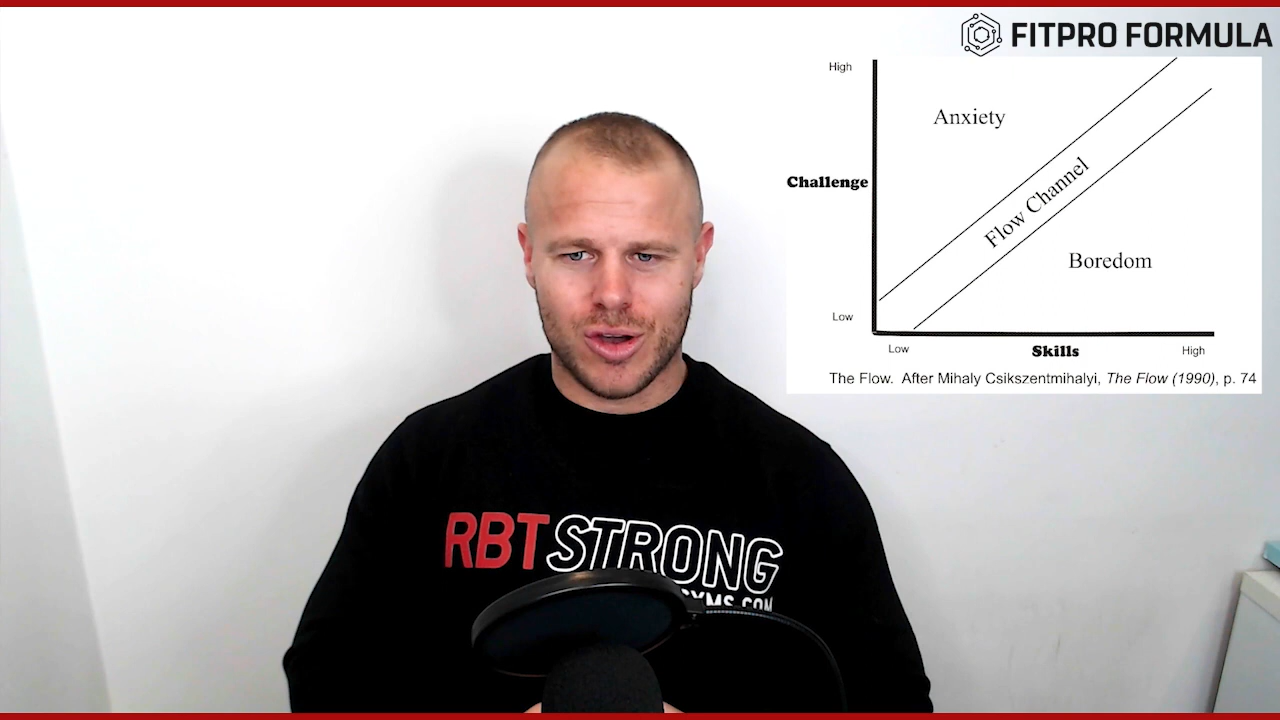 FITPRO FORMULA
High
Anxiety
Challenge
Flow Channel
Boredom
Low
Low
Skills
High
The Flow. After Mihaly Csikszentmihalyi, The Flow (1990), p. 74
RBTSTRONG